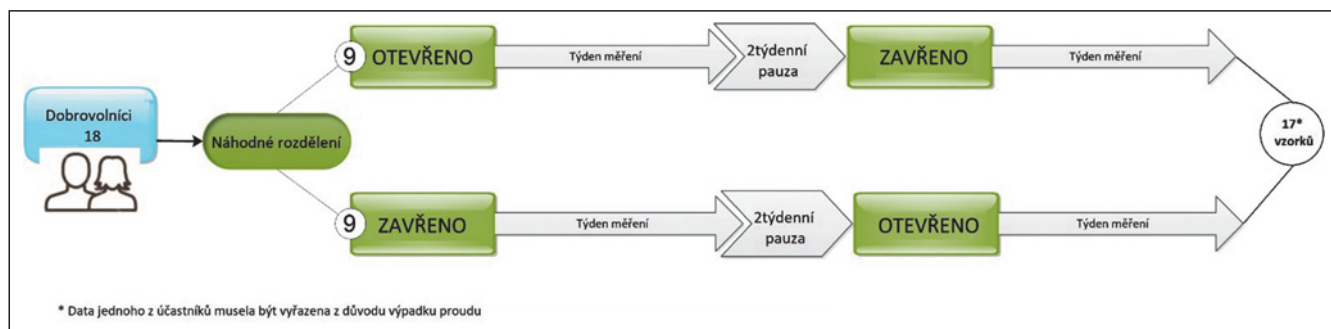 Dobrovolníci
18
Náhodné rozdělení
9
OTEVŘENO
Týden měření
2týdenní
pauza
ZAVŘENO
Týden měření
9
ZAVŘENO
Týden měření
2týdenní
pauza
OTEVŘENO
Týden měření
17*
vzorků
* Data jednoho z účastníků musela být vyřazena z důvodu výpadku proudu